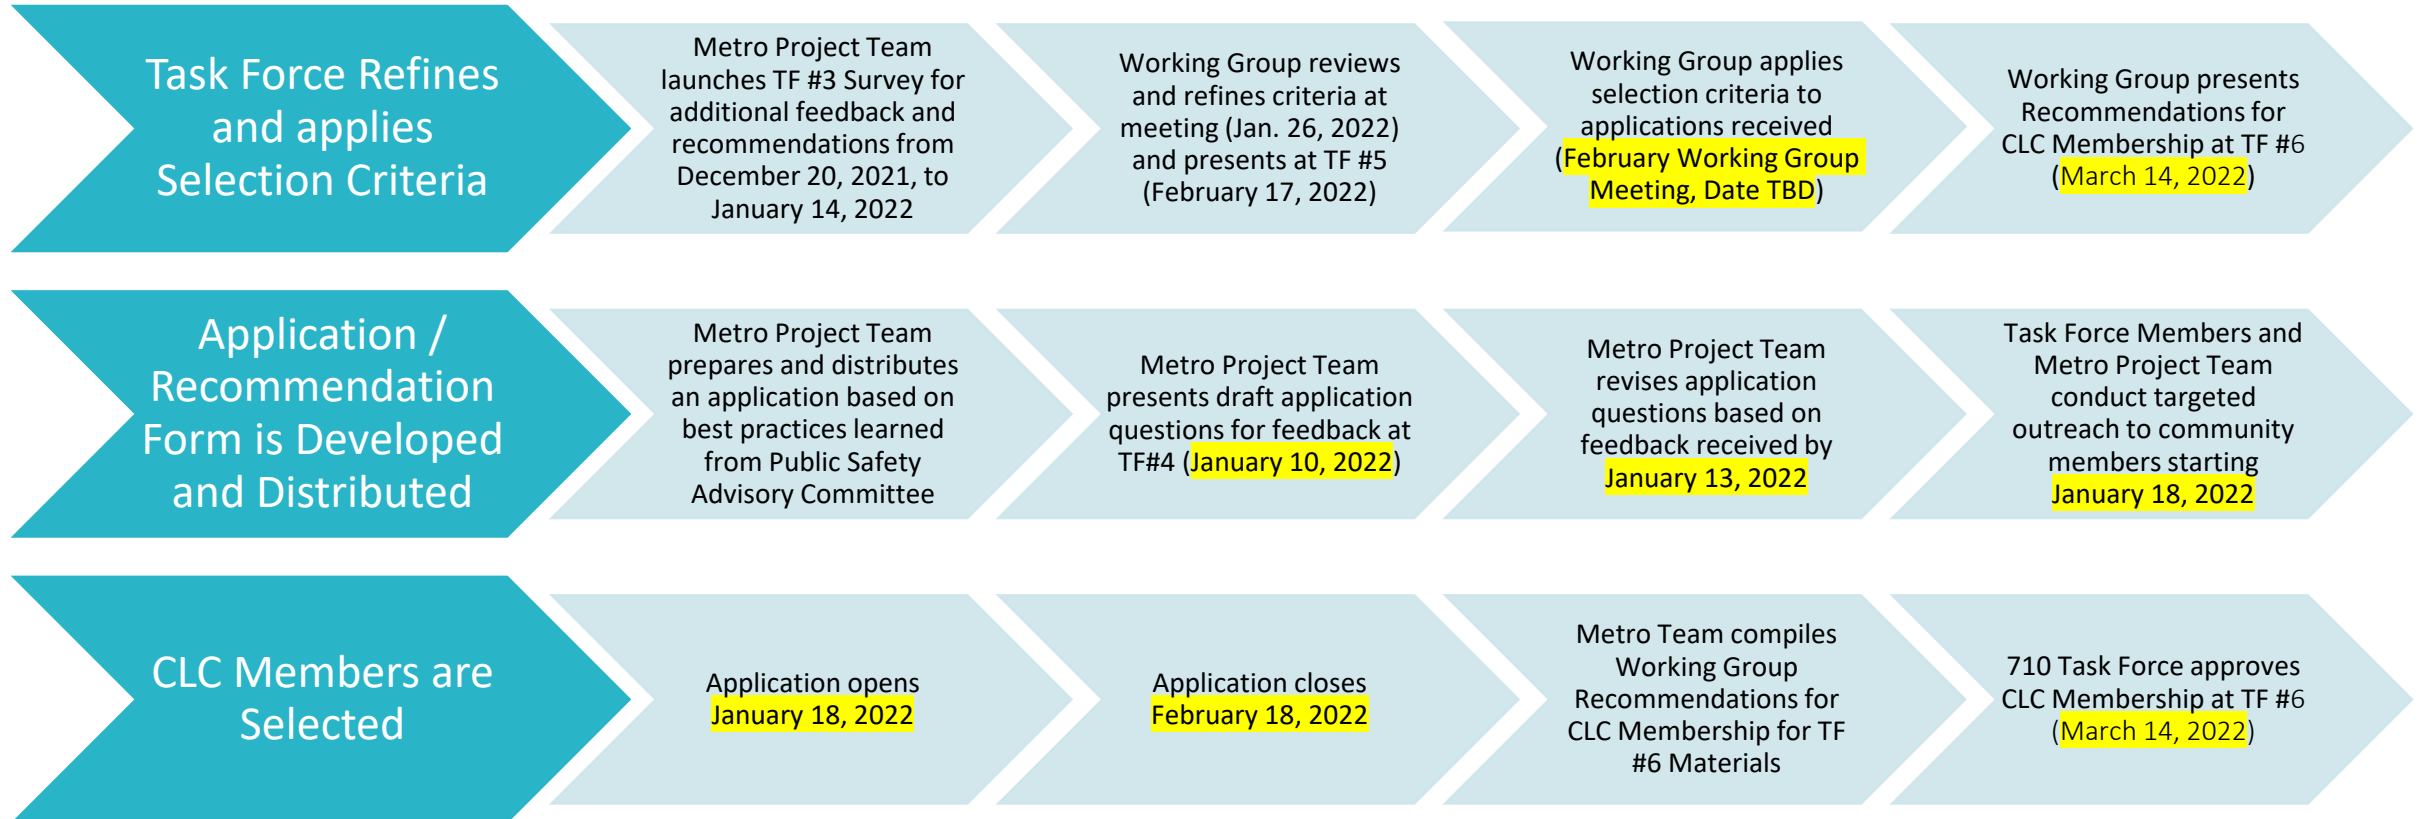 Task Force Refines
and applies
Selection Criteria
Metro Project Team
launches TF #3 Survey for
additional feedback and
recommendations from
December 20, 2021, to
January 14, 2022
Working Group reviews
and refines criteria at
meeting (Jan. 26, 2022)
and presents at TF #5
(February 17, 2022)
Working Group applies
selection criteria to
applications received
(February Working Group
Meeting, Date TBD)
Working Group presents
Recommendations for
CLC Membership at TF #6
(March 14, 2022)
Application /
Recommendation
Form is Developed
and Distributed
Metro Project Team
prepares and distributes
an application based on
best practices learned
from Public Safety
Advisory Committee
Metro Project Team
presents draft application
questions for feedback at
TF#4 (January 10, 2022)
Metro Project Team
revises application
questions based on
feedback received by
January 13, 2022
Task Force Members and
Metro Project Team
conduct targeted
outreach to community
members starting
January 18, 2022
CLC Members are
Selected
Application opens
January 18, 2022
Application closes
February 18, 2022
Metro Team compiles
Working Group
Recommendations for
CLC Membership for TF
#6 Materials
710 Task Force approves
CLC Membership at TF #6
(March 14, 2022)